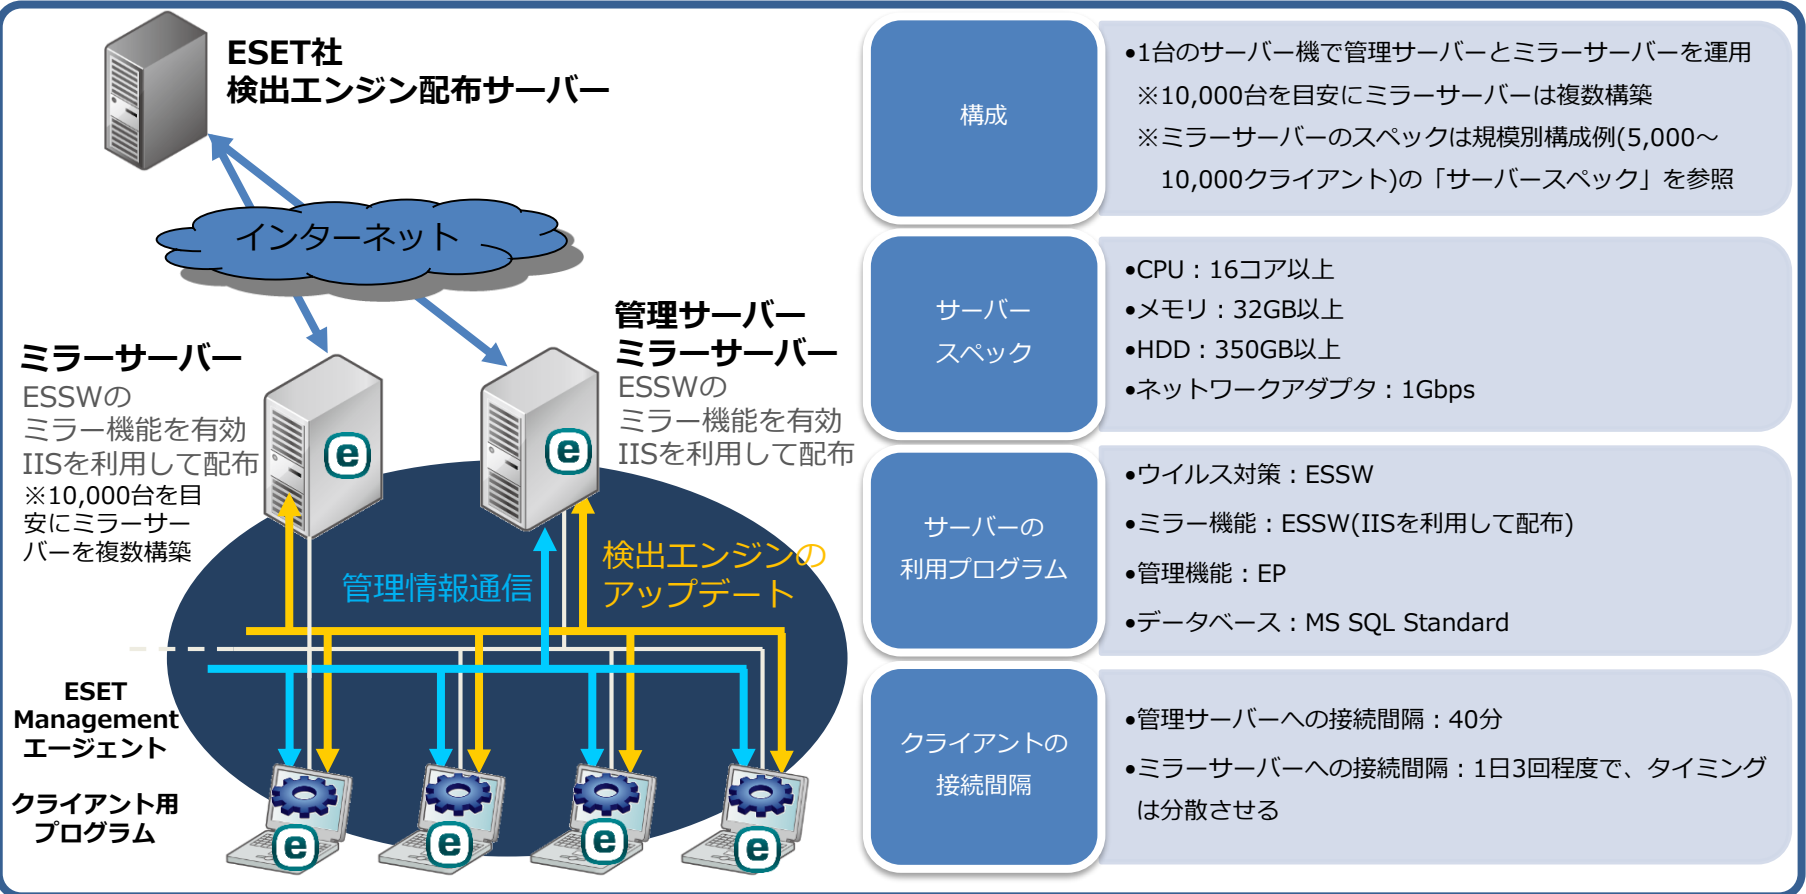 ESET社
検出エンジン配布サーバー
インターネット
ミラーサーバー
ESSWの
ミラー機能を有効
IISを利用して配布
※10,000台を目
安にミラーサー
バーを複数構築
管理サーバー
ミラーサーバー
ESSWの
ミラー機能を有効
IISを利用して配布
e
e
管理情報通信
検出エンジンの
アップデート
ESET
Management
エージェント
クライアント用
プログラム
e
e
e
e
構成
•1台のサーバー機で管理サーバーとミラーサーバーを運用
※10,000台を目安にミラーサーバーは複数構築
※ミラーサーバーのスペックは規模別構成例(5,000～
10,000クライアント)の「サーバースペック」を参照
サーバー
スペック
•CPU：16コア以上
•メモリ：32GB以上
•HDD：350GB以上
•ネットワークアダプタ：1Gbps
サーバーの
利用プログラム
•ウイルス対策：ESSW
•ミラー機能：ESSW(IISを利用して配布)
•管理機能：EP
•データベース：MS SQL Standard
クライアントの
接続間隔
•管理サーバーへの接続間隔：40分
•ミラーサーバーへの接続間隔：1日3回程度で、タイミング
は分散させる